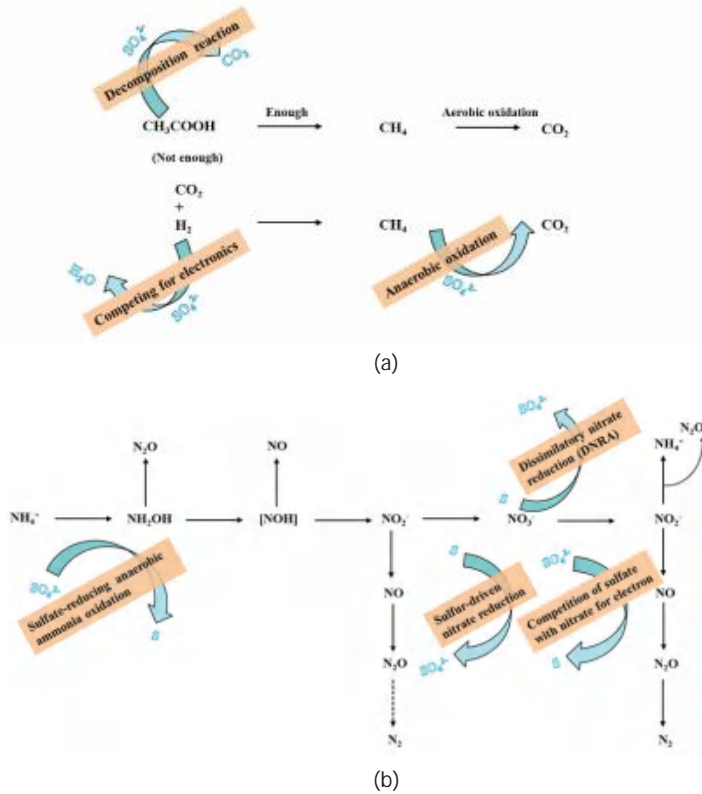 SO₄²⁻
CO₂
Decomposition reaction
CH₃COOH
Enough
CH₄
Aerobic oxidation
CO₂
(Not enough)
CO₂
+
H₂
CH₄
CO₂
H₂O
SO₄²⁻
Competing for electronics
SO₄²⁻
Anaerobic oxidation
(a)
SO₄²⁻
Dissimilatory nitrate
reduction (DNRA)
S
N₂O
NO
NH₄⁺
N₂O
NH₄⁺
NH₂OH
[NOH]
NO₂⁻
NO₃⁻
NO₂⁻
SO₄²⁻
Sulfate-reducing anaerobic
ammonia oxidation
S
S
Sulfur-driven
nitrate reduction
SO₄²⁻
SO₄²⁻
Competition of sulfate
with nitrate for electron
S
NO
NO
N₂O
N₂O
N₂
N₂
(b)